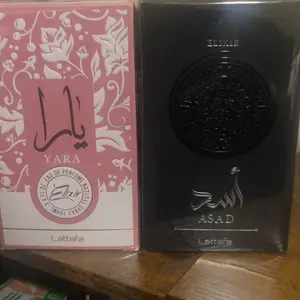 يارا
YARA
Elixir
Lattafa
ELIXIR
أسد
ASAD
Lattafa